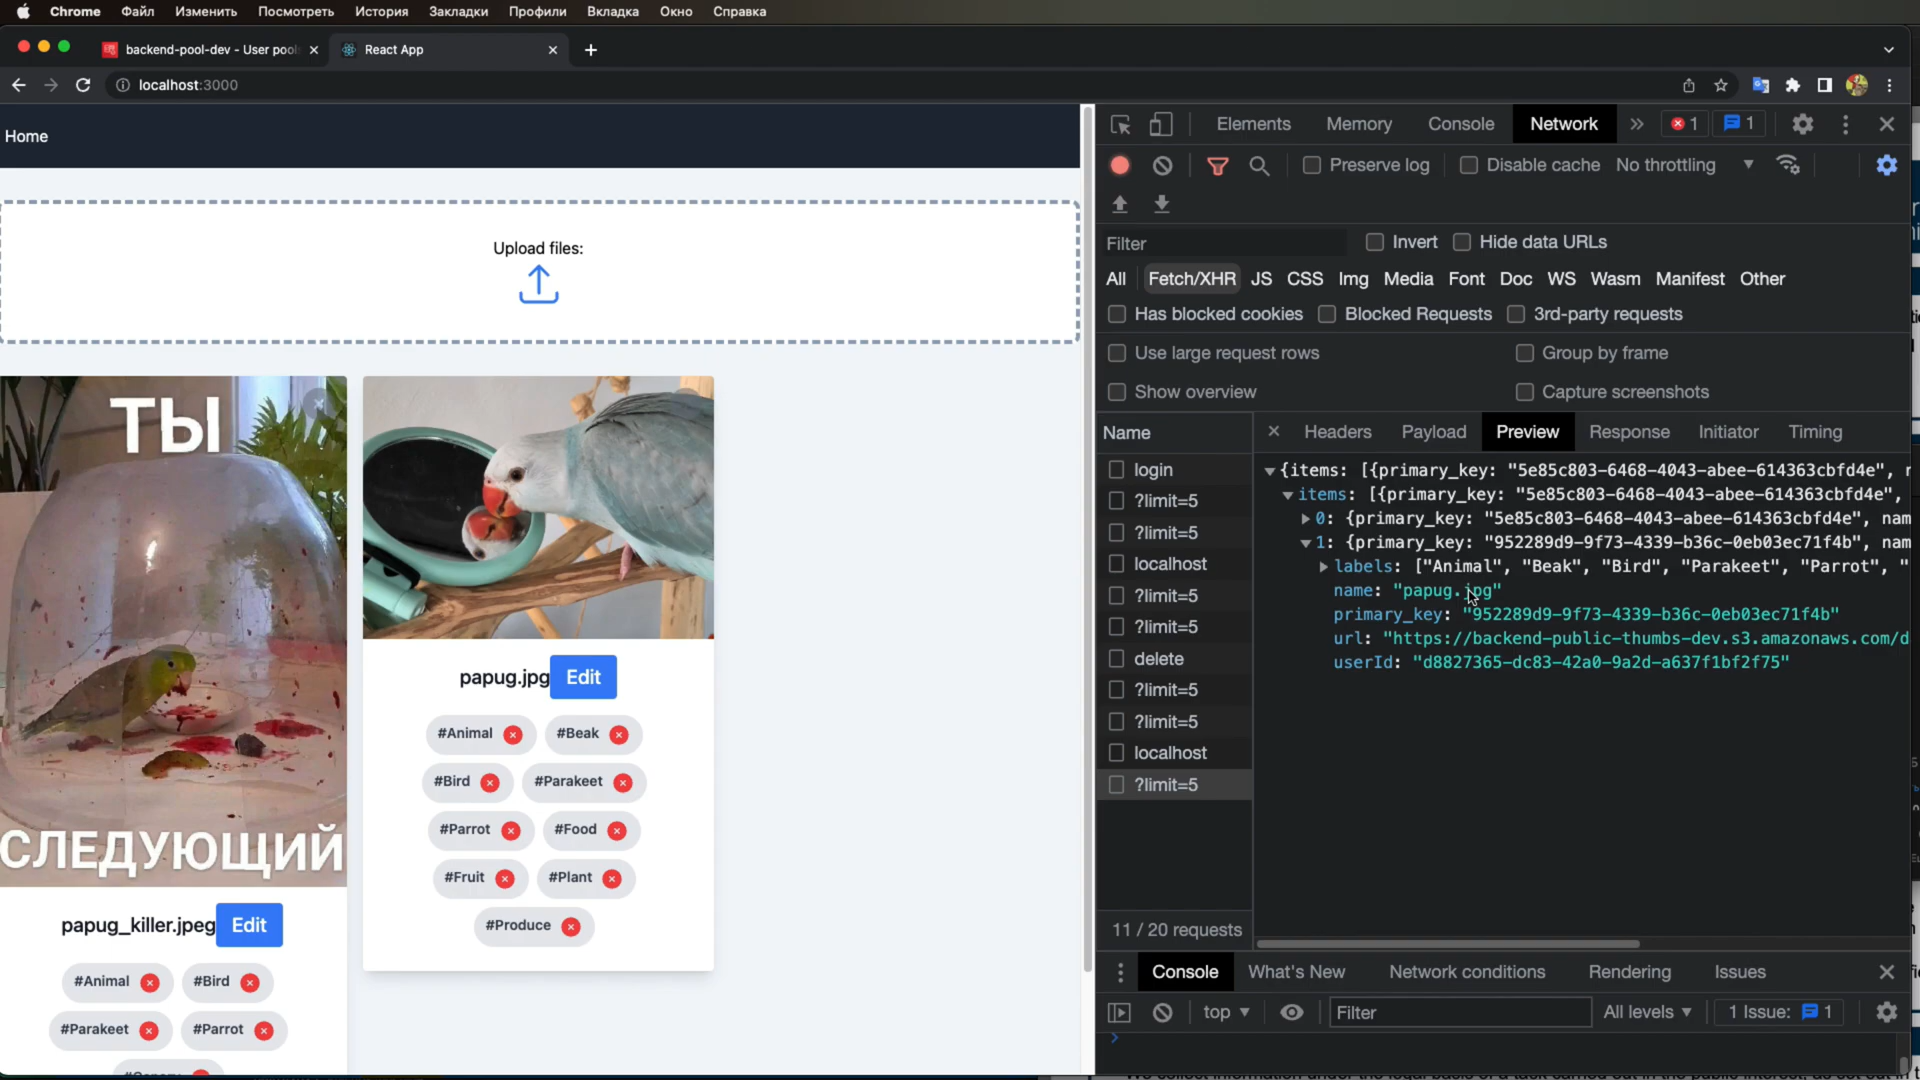 Chrome Файл Изменить Посмотреть История Закладки Профили Вкладка Окно Справка
backend-pool-dev - User pools
React App
localhost:3000
Home
Upload files:
ТЫ
СЛЕДУЮЩИЙ
papug_killer.jpeg Edit
#Animal #Bird
#Parakeet #Parrot
papug.jpg Edit
#Animal #Beak
#Bird #Parakeet
#Parrot #Food
#Fruit #Plant
#Produce
Elements Memory Console Network 1 1
Preserve log Disable cache No throttling
Filter Invert Hide data URLs
All Fetch/XHR JS CSS Img Media Font Doc WS Wasm Manifest Other
Has blocked cookies Blocked Requests 3rd-party requests
Use large request rows Group by frame
Show overview Capture screenshots
Name
login
?limit=5
?limit=5
localhost
?limit=5
?limit=5
delete
?limit=5
?limit=5
localhost
?limit=5
11 / 20 requests
Headers Payload Preview Response Initiator Timing
{items: [{primary_key: "5e85c803-6468-4043-abee-614363cbfd4e",
items: [{primary_key: "5e85c803-6468-4043-abee-614363cbfd4e",
0: {primary_key: "5e85c803-6468-4043-abee-614363cbfd4e", nam
1: {primary_key: "952289d9-9f73-4339-b36c-0eb03ec71f4b", nam
labels: ["Animal", "Beak", "Bird", "Parakeet", "Parrot", "
name: "papug.jpg"
primary_key: "952289d9-9f73-4339-b36c-0eb03ec71f4b"
url: "https://backend-public-thumbs-dev.s3.amazonaws.com/d
userId: "d8827365-dc83-42a0-9a2d-a637f1bf2f75"
Console What's New Network conditions Rendering Issues
top Filter All levels 1 Issue: 1